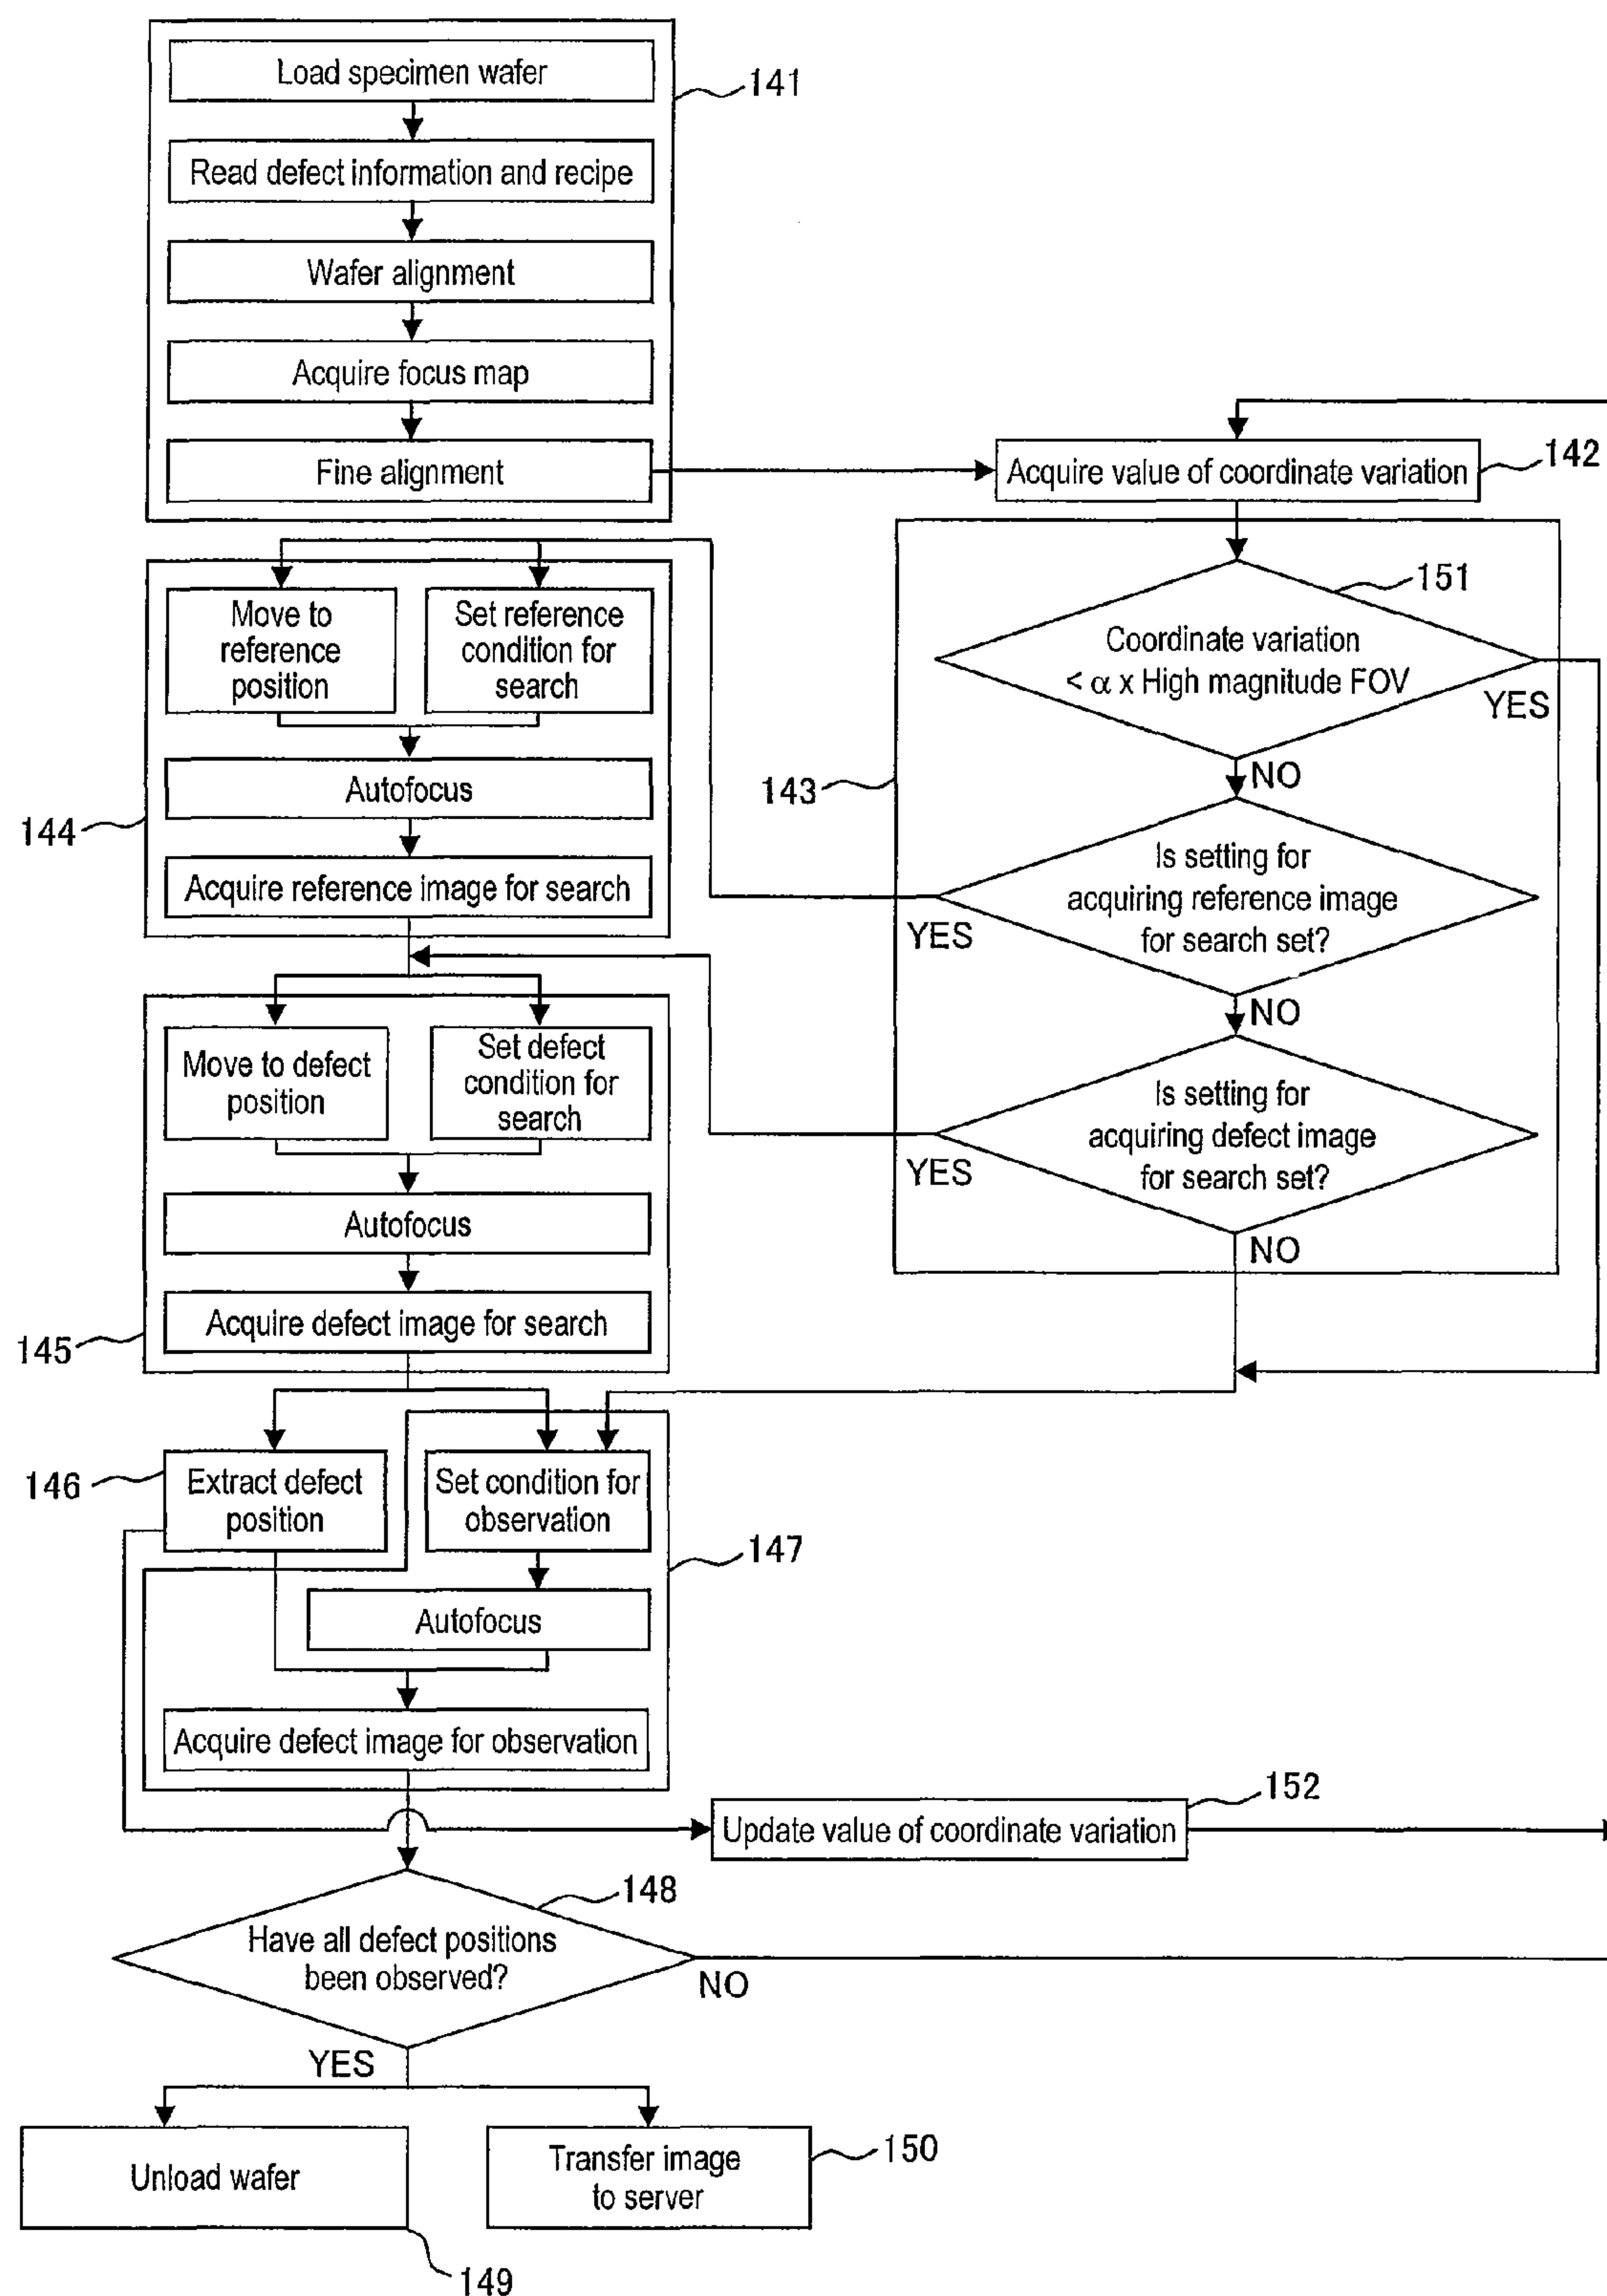 Load specimen wafer
141
Read defect information and recipe
Wafer alignment
Acquire focus map
Fine alignment
Acquire value of coordinate variation
142
151
Coordinate variation
< α x High magnitude FOV
YES
NO
143
Is setting for
acquiring reference image
for search set?
YES
NO
Is setting for
acquiring defect image
for search set?
YES
NO
Move to
reference
position
Set reference
condition for
search
Autofocus
144
Acquire reference image for search
Move to defect
position
Set defect
condition for
search
Autofocus
Acquire defect image for search
145
146
Extract defect
position
Set condition for
observation
147
Autofocus
Acquire defect image for observation
152
Update value of coordinate variation
148
Have all defect positions
been observed?
NO
YES
Unload wafer
149
Transfer image
to server
150